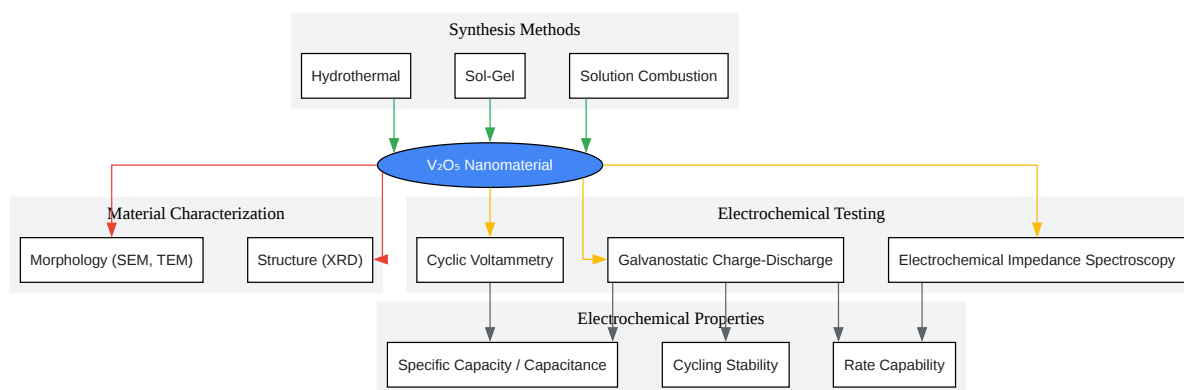 Synthesis Methods
Hydrothermal
Sol-Gel
Solution Combustion
V₂O₅ Nanomaterial
Material Characterization
Electrochemical Testing
Morphology (SEM, TEM)
Structure (XRD)
Cyclic Voltammetry
Galvanostatic Charge-Discharge
Electrochemical Impedance Spectroscopy
Electrochemical Properties
Specific Capacity / Capacitance
Cycling Stability
Rate Capability